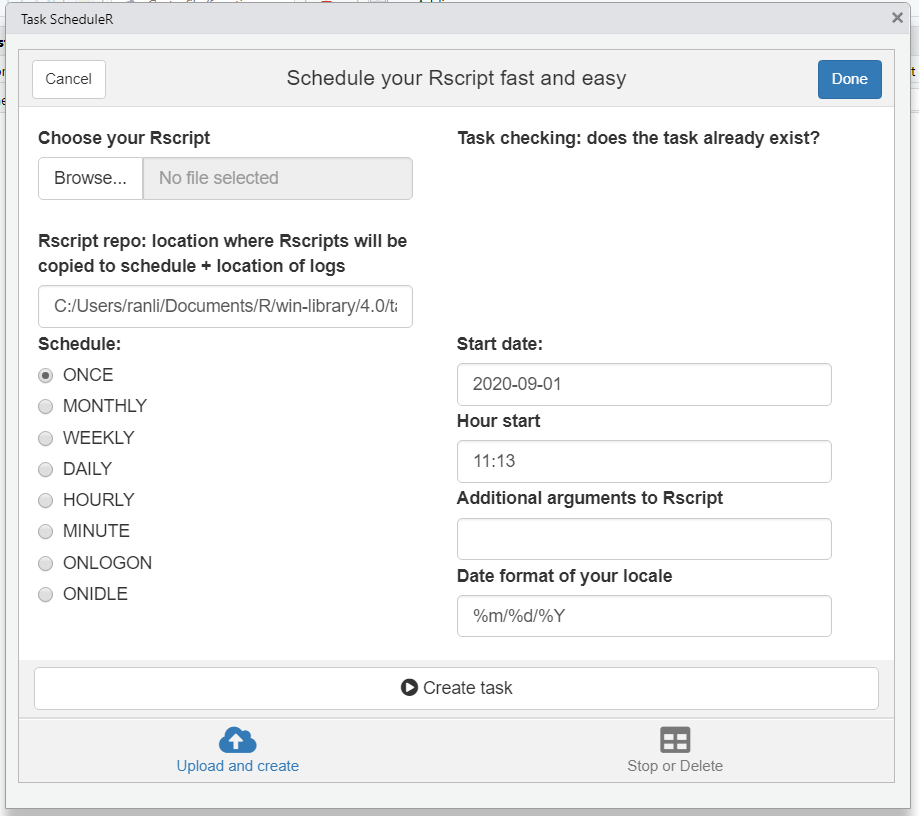 Task ScheduleR
Cancel
Schedule your Rscript fast and easy
Done
Choose your Rscript
Browse...
No file selected
Task checking: does the task already exist?
Rscript repo: location where Rscripts will be
copied to schedule + location of logs
C:/Users/ranli/Documents/R/win-library/4.0/ta
Schedule:
ONCE
MONTHLY
WEEKLY
DAILY
HOURLY
MINUTE
ONLOGON
ONIDLE
Start date:
2020-09-01
Hour start
11:13
Additional arguments to Rscript
Date format of your locale
%m/%d/%Y
Create task
Upload and create
Stop or Delete